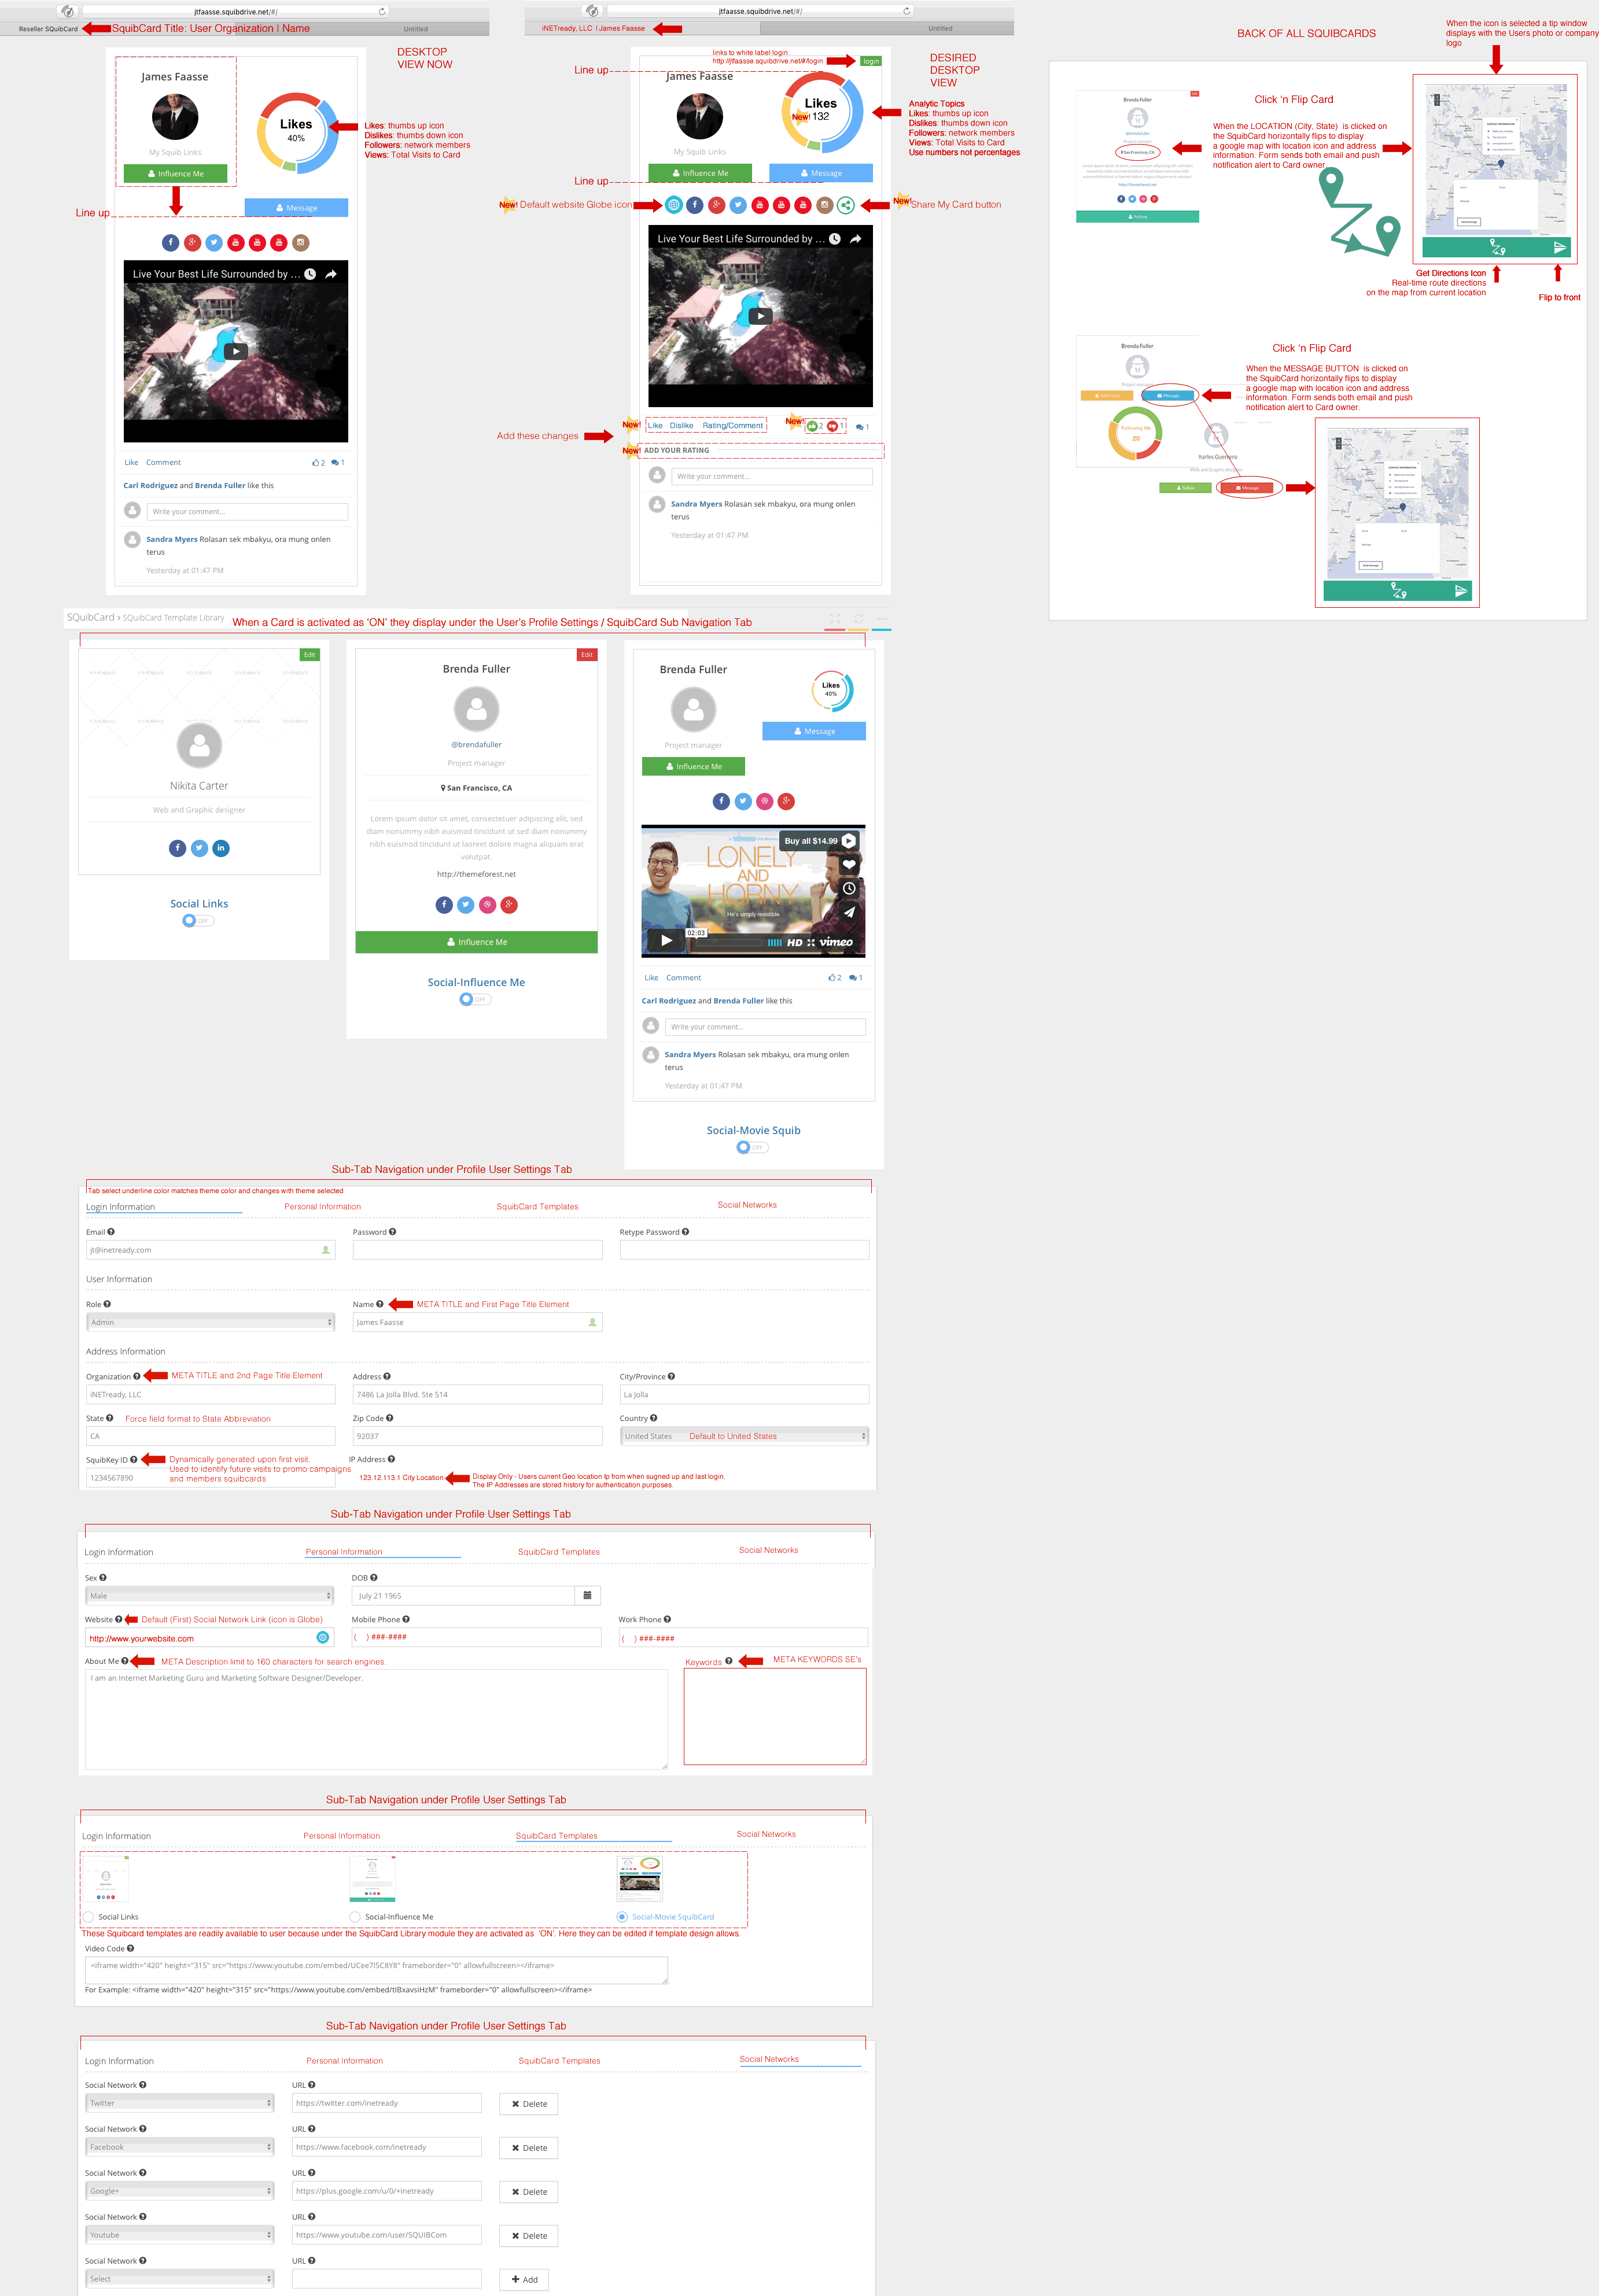 jtfaasse.squibdrive.net/#/
Reseller SQuibCard
SquibCard Title: User Organization | Name
Untitled
DESKTOP
VIEW NOW
James Faasse
My Squib Links
Influence Me
Likes
40%
Likes: thumbs up icon
Dislikes: thumbs down icon
Followers: network members
Views: Total Visits to Card
Line up
Message
Live Your Best Life Surrounded by ...
Like Comment
2 1
Carl Rodriguez and Brenda Fuller like this
Write your comment...
Sandra Myers Rolasan sek mbakyu, ora mung onlen
terus
Yesterday at 01:47 PM
jtfaasse.squibdrive.net/#/
iNETready, LLC | James Faasse
Untitled
links to white label login:
http://jtfaasse.squibdrive.net/#/login
login
DESIRED
DESKTOP
VIEW
Line up
James Faasse
My Squib Links
Influence Me
Likes
New! 132
Message
Analytic Topics
Likes: thumbs up icon
Dislikes: thumbs down icon
Followers: network members
Views: Total Visits to Card
Use numbers not percentages
Line up
New! Default website Globe icon
New! Share My Card button
Live Your Best Life Surrounded by ...
New! Like Dislike Rating/Comment
New! 2 1 1
Add these changes
New! ADD YOUR RATING
Write your comment...
Sandra Myers Rolasan sek mbakyu, ora mung onlen
terus
Yesterday at 01:47 PM
BACK OF ALL SQUIBCARDS
When the icon is selected a tip window
displays with the Users photo or company
logo
Brenda Fuller
San Francisco, CA
http://themeforest.net
Follow
Click 'n Flip Card
When the LOCATION (City, State) is clicked on
the SquibCard horizontally flips to display
a google map with location icon and address
information. Form sends both email and push
notification alert to Card owner.
Get Directions Icon
Real-time route directions
on the map from current location
Flip to front
Brenda Fuller
Project manager
Message
Following Me
20
harles Guerrero
Web and Graphic designer
Follow
Message
Click 'n Flip Card
When the MESSAGE BUTTON is clicked on
the SquibCard horizontally flips to display
a google map with location icon and address
information. Form sends both email and push
notification alert to Card owner.
SQuibCard › SQuibCard Template Library
When a Card is activated as 'ON' they display under the User's Profile Settings / SquibCard Sub Navigation Tab
Edit
Nikita Carter
Web and Graphic designer
Social Links
OFF
Edit
Brenda Fuller
@brendafuller
Project manager
San Francisco, CA
Lorem ipsum dolor sit amet, consectetuer adipiscing elit, sed
diam nonummy nibh euismod tincidunt ut sed diam nonummy
nibh euismod tincidunt ut laoreet dolore magna aliquam erat
volutpat.
http://themeforest.net
Influence Me
Social-Influence Me
OFF
Brenda Fuller
Project manager
Influence Me
Likes
40%
Message
Buy all $14.99
LONELY
AND
HORNY
He's simply irresistible.
02:03
HD vimeo
Like Comment
2 1
Carl Rodriguez and Brenda Fuller like this
Write your comment...
Sandra Myers Rolasan sek mbakyu, ora mung onlen
terus
Yesterday at 01:47 PM
Social-Movie Squib
OFF
Sub-Tab Navigation under Profile User Settings Tab
Tab select underline color matches theme color and changes with theme selected
Login Information Personal Information SquibCard Templates Social Networks
Email Password Retype Password
jt@inetready.com
User Information
Role Name META TITLE and First Page Title Element
Admin James Faasse
Address Information
Organization META TITLE and 2nd Page Title Element Address City/Province
iNETready, LLC 7486 La Jolla Blvd. Ste 514 La Jolla
State Force field format to State Abbreviation Zip Code Country
CA 92037 United States Default to United States
SquibKey ID Dynamically generated upon first visit.
Used to identify future visits to promo campaigns
and members squibcards
1234567890
IP Address
123.12.113.1 City Location
Display Only - Users current Geo location Ip from when sugned up and last login.
The IP Addresses are stored history for authentication purposes.
Sub-Tab Navigation under Profile User Settings Tab
Login Information Personal Information SquibCard Templates Social Networks
Sex DOB
Male July 21 1965
Website Default (First) Social Network Link (icon is Globe) Mobile Phone Work Phone
http://www.yourwebsite.com ( ) ###-#### ( ) ###-####
About Me META Description limit to 160 characters for search engines. Keywords META KEYWORDS SE's
I am an Internet Marketing Guru and Marketing Software Designer/Developer.
Sub-Tab Navigation under Profile User Settings Tab
Login Information Personal Information SquibCard Templates Social Networks
Social Links Social-Influence Me Social-Movie SquibCard
These Squibcard templates are readily available to user because under the SquibCard Library module they are activated as 'ON'. Here they can be edited if template design allows.
Video Code
<iframe width="420" height="315" src="https://www.youtube.com/embed/UCee7I5C8Y8" frameborder="0" allowfullscreen></iframe>
For Example: <iframe width="420" height="315" src="https://www.youtube.com/embed/tIBxavsiHzM" frameborder="0" allowfullscreen></iframe>
Sub-Tab Navigation under Profile User Settings Tab
Login Information Personal Information SquibCard Templates Social Networks
Social Network URL
Twitter https://twitter.com/inetready Delete
Social Network URL
Facebook https://www.facebook.com/inetready Delete
Social Network URL
Google+ https://plus.google.com/u/0/+inetready Delete
Social Network URL
Youtube https://www.youtube.com/user/SQUIBCom Delete
Social Network URL
Select Add